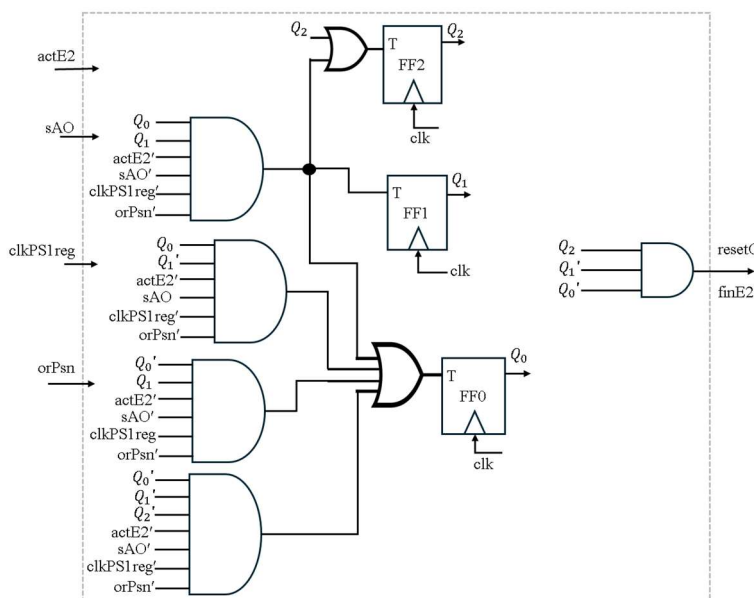 actE2
sAO
clkPS1reg
orPsn
Q₂
T
FF2
clk
Q₂
Q₀
Q₁
actE2′
sAO′
clkPS1reg′
orPsn′
T
FF1
clk
Q₁
Q₀
Q₁′
actE2′
sAO
clkPS1reg′
orPsn′
Q₀′
Q₁
actE2′
sAO′
clkPS1reg
orPsn′
Q₀′
Q₁′
Q₂′
actE2′
sAO′
clkPS1reg′
orPsn′
T
FF0
clk
Q₀
Q₂
Q₁′
Q₀′
finE2